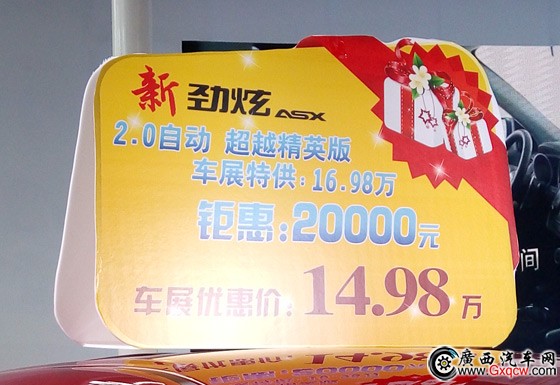 新 劲炫 ASX
2.0自动 超越精英版
车展特供:16.98万
钜惠:20000元
车展优惠价:14.98万
间
廣西汽车网
www.Gxqcw.com